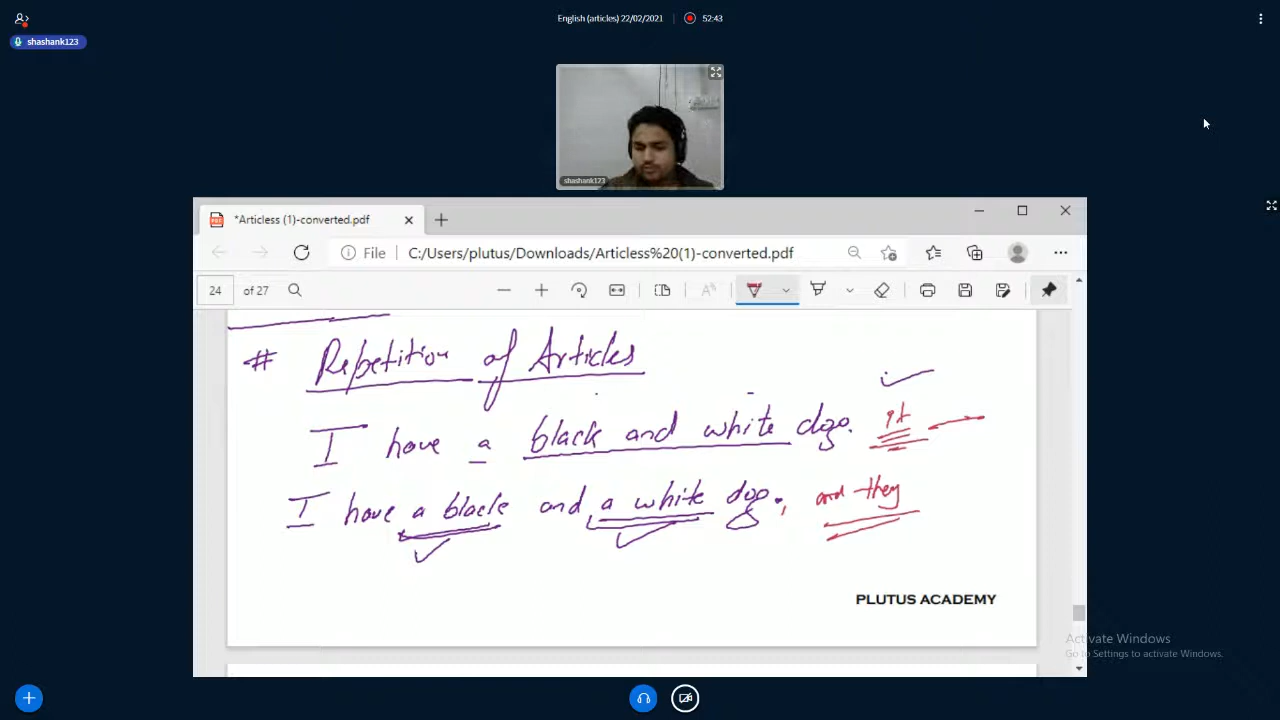 English (articles) 22/02/2021 52:43
shashank123
shashank123
*Articless (1)-converted.pdf
File C:/Users/plutus/Downloads/Articless%20(1)-converted.pdf
24 of 27
# Repetition of Articles
I have a black and white dog. it
I have a black and a white dog, and they
PLUTUS ACADEMY
Activate Windows
Go to Settings to activate Windows.